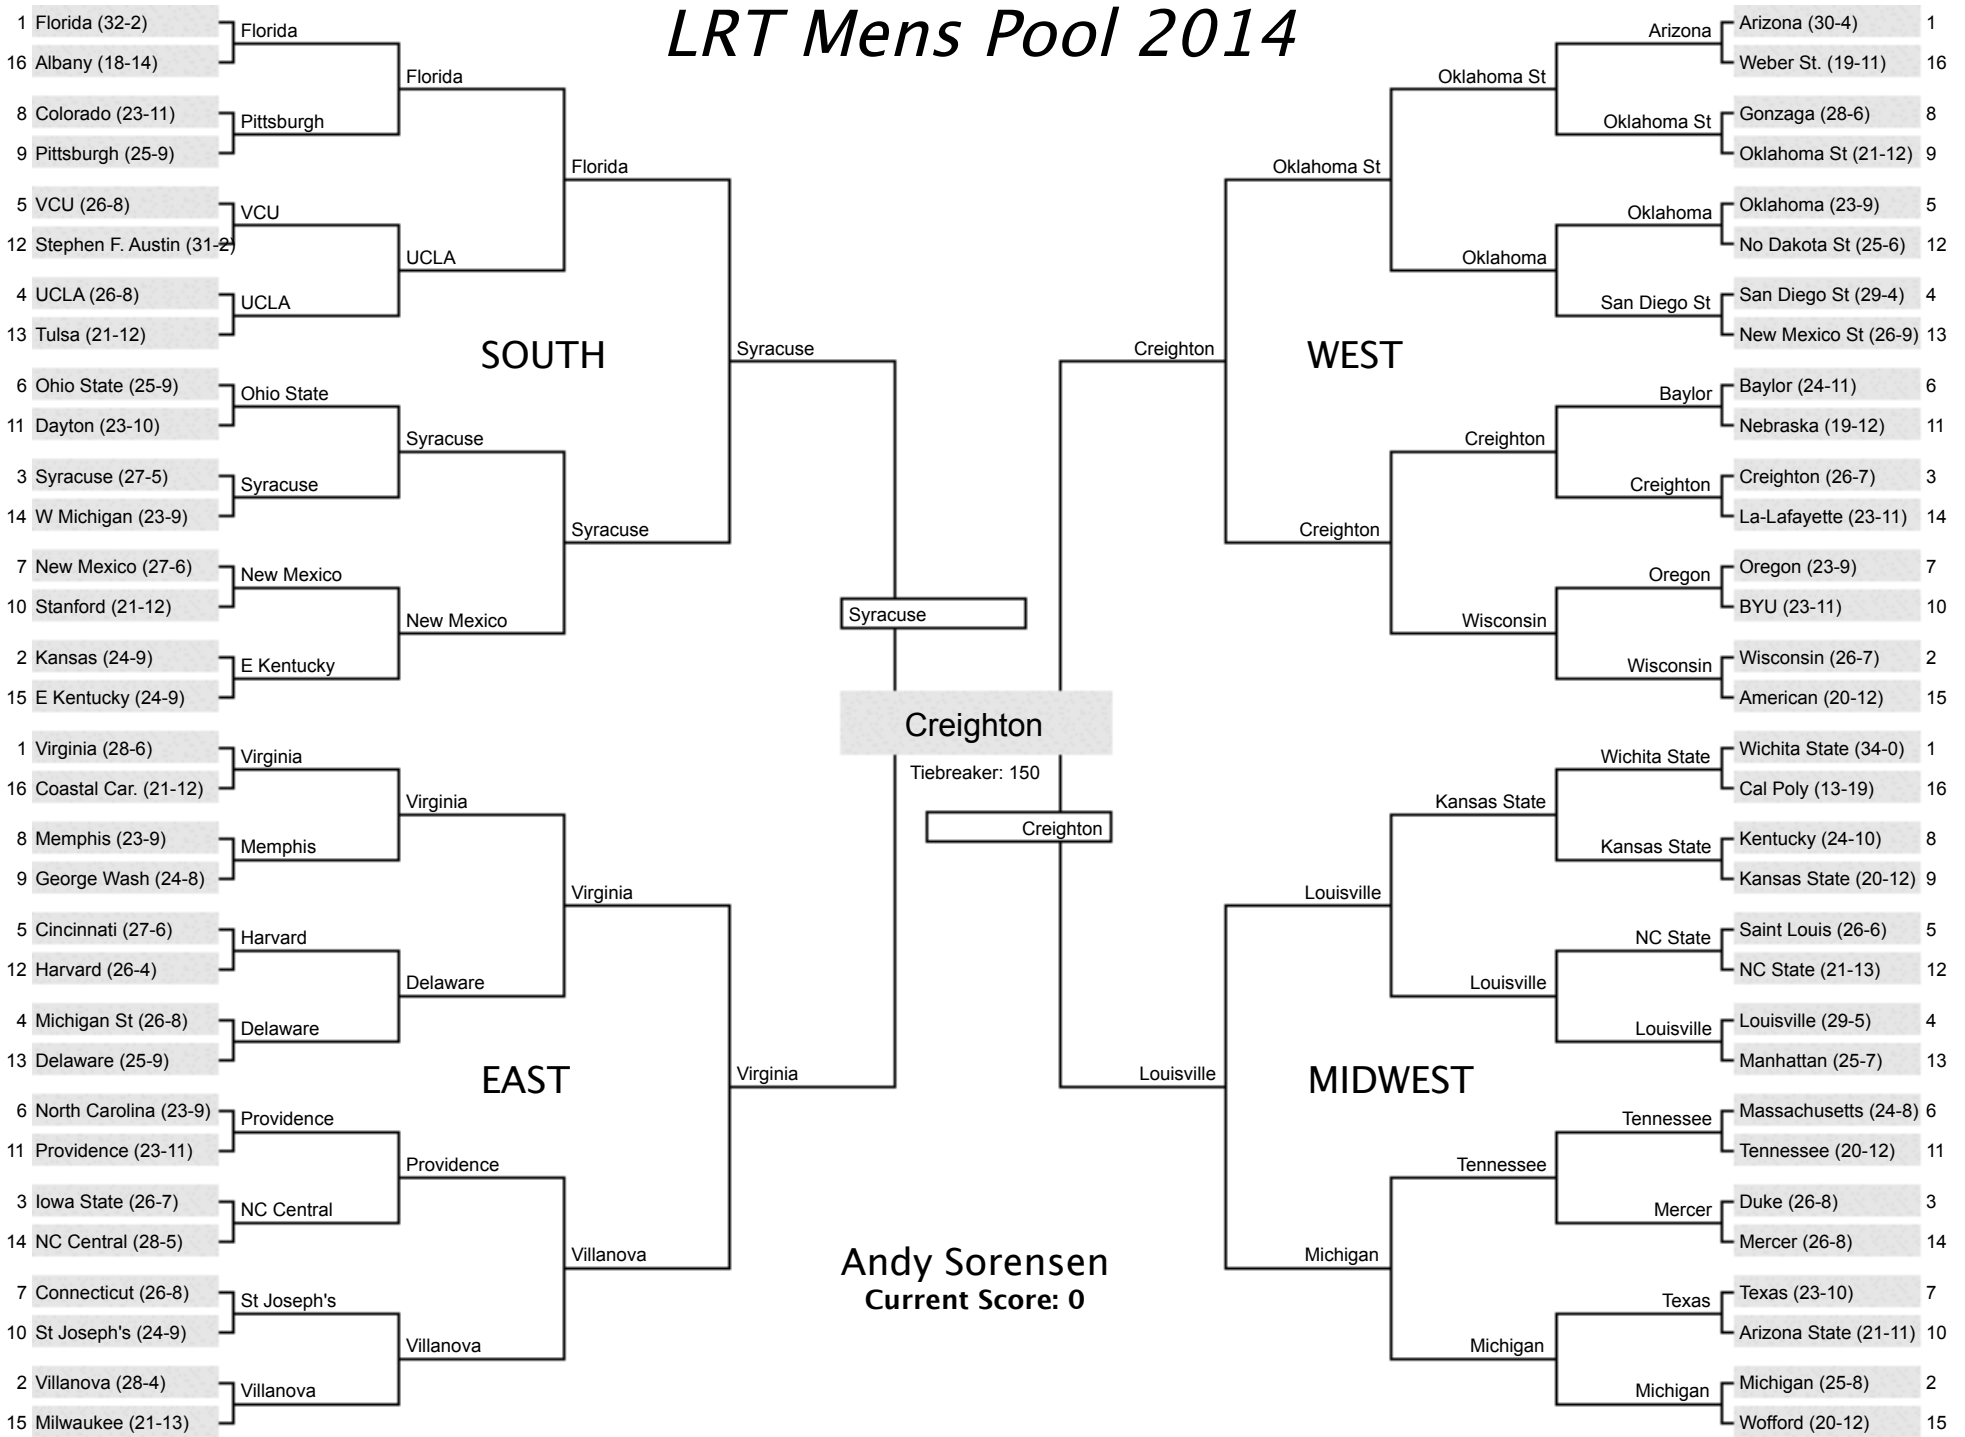 LRT Mens Pool 2014
1 Florida (32-2)
Florida
16 Albany (18-14)
Florida
8 Colorado (23-11)
Pittsburgh
9 Pittsburgh (25-9)
Florida
5 VCU (26-8)
VCU
12 Stephen F. Austin (31-2)
UCLA
4 UCLA (26-8)
UCLA
13 Tulsa (21-12)
SOUTH
Syracuse
6 Ohio State (25-9)
Ohio State
11 Dayton (23-10)
Syracuse
3 Syracuse (27-5)
Syracuse
14 W Michigan (23-9)
Syracuse
7 New Mexico (27-6)
New Mexico
10 Stanford (21-12)
New Mexico
2 Kansas (24-9)
E Kentucky
15 E Kentucky (24-9)
1 Virginia (28-6)
Virginia
16 Coastal Car. (21-12)
Virginia
8 Memphis (23-9)
Memphis
9 George Wash (24-8)
Virginia
5 Cincinnati (27-6)
Harvard
12 Harvard (26-4)
Delaware
4 Michigan St (26-8)
Delaware
13 Delaware (25-9)
EAST
Virginia
6 North Carolina (23-9)
Providence
11 Providence (23-11)
Providence
3 Iowa State (26-7)
NC Central
14 NC Central (28-5)
Villanova
7 Connecticut (26-8)
St Joseph's
10 St Joseph's (24-9)
Villanova
2 Villanova (28-4)
Villanova
15 Milwaukee (21-13)
Syracuse
Creighton
Tiebreaker: 150
Creighton
Andy Sorensen
Current Score: 0
Arizona (30-4) 1
Arizona
Weber St. (19-11) 16
Oklahoma St
Gonzaga (28-6) 8
Oklahoma St
Oklahoma St (21-12) 9
Oklahoma St
Oklahoma (23-9) 5
Oklahoma
No Dakota St (25-6) 12
Oklahoma
San Diego St (29-4) 4
San Diego St
New Mexico St (26-9) 13
WEST
Creighton
Baylor (24-11) 6
Baylor
Nebraska (19-12) 11
Creighton
Creighton (26-7) 3
Creighton
La-Lafayette (23-11) 14
Creighton
Oregon (23-9) 7
Oregon
BYU (23-11) 10
Wisconsin
Wisconsin (26-7) 2
Wisconsin
American (20-12) 15
Wichita State (34-0) 1
Wichita State
Cal Poly (13-19) 16
Kansas State
Kentucky (24-10) 8
Kansas State
Kansas State (20-12) 9
Louisville
Saint Louis (26-6) 5
NC State
NC State (21-13) 12
Louisville
Louisville (29-5) 4
Louisville
Manhattan (25-7) 13
MIDWEST
Louisville
Massachusetts (24-8) 6
Tennessee
Tennessee (20-12) 11
Tennessee
Duke (26-8) 3
Mercer
Mercer (26-8) 14
Michigan
Texas (23-10) 7
Texas
Arizona State (21-11) 10
Michigan
Michigan (25-8) 2
Michigan
Wofford (20-12) 15